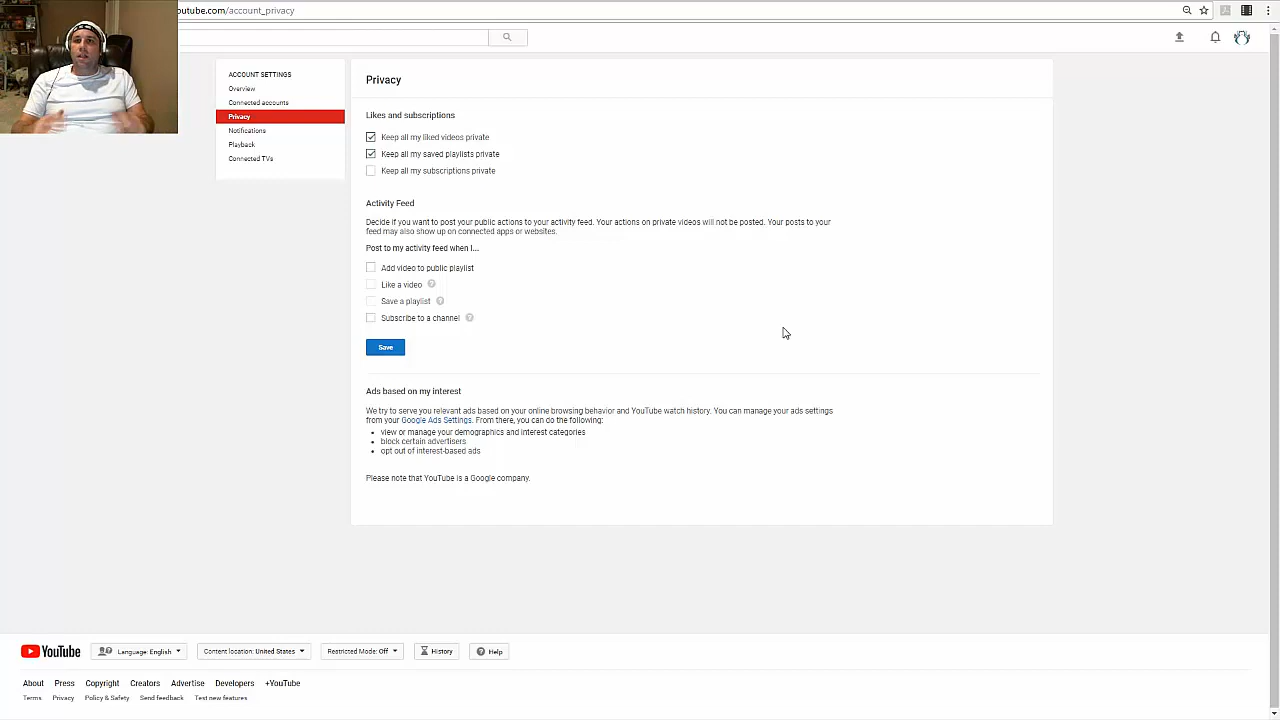 outube.com/account_privacy
ACCOUNT SETTINGS
Overview
Connected accounts
Privacy
Notifications
Playback
Connected TVs
Privacy
Likes and subscriptions
Keep all my liked videos private
Keep all my saved playlists private
Keep all my subscriptions private
Activity Feed
Decide if you want to post your public actions to your activity feed. Your actions on private videos will not be posted. Your posts to your
feed may also show up on connected apps or websites.
Post to my activity feed when I...
Add video to public playlist
Like a video ?
Save a playlist ?
Subscribe to a channel ?
Save
Ads based on my interest
We try to serve you relevant ads based on your online browsing behavior and YouTube watch history. You can manage your ads settings
from your Google Ads Settings. From there, you can do the following:
• view or manage your demographics and interest categories
• block certain advertisers
• opt out of interest-based ads
Please note that YouTube is a Google company.
YouTube Language: English Content location: United States Restricted Mode: Off History Help
About Press Copyright Creators Advertise Developers +YouTube
Terms Privacy Policy & Safety Send feedback Test new features